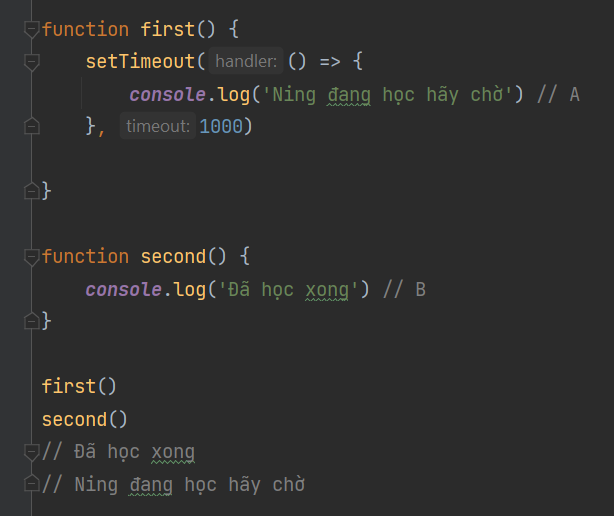 function first() {
    setTimeout( handler: () => {
        console.log('Ning đang học hãy chờ') // A
    }, timeout: 1000)
}
function second() {
    console.log('Đã học xong') // B
}
first()
second()
// Đã học xong
// Ning đang học hãy chờ